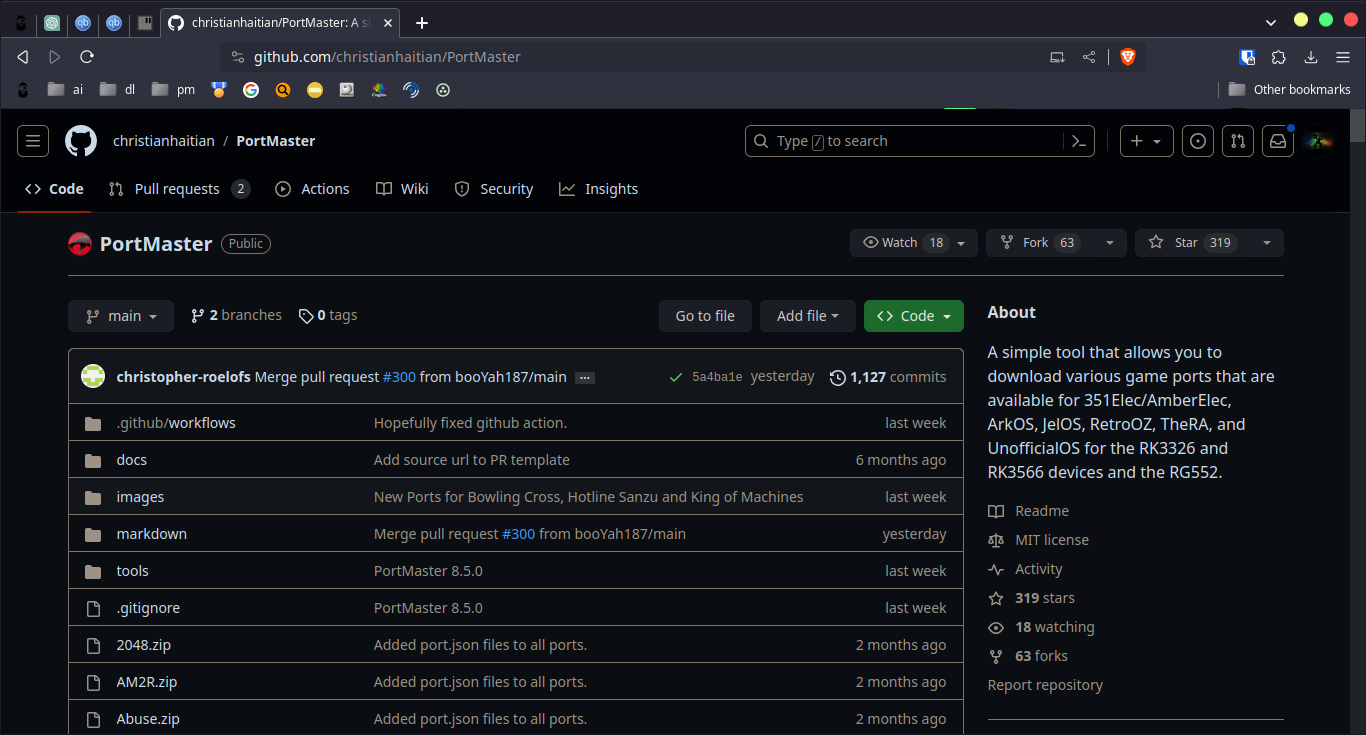 christianhaitian/PortMaster: A si
github.com/christianhaitian/PortMaster
ai dl pm Other bookmarks
christianhaitian / PortMaster Type / to search
Code Pull requests 2 Actions Wiki Security Insights
PortMaster Public Watch 18 Fork 63 Star 319
main 2 branches 0 tags Go to file Add file Code
christopher-roelofs Merge pull request #300 from booYah187/main ... 5a4ba1e yesterday 1,127 commits
.github/workflows Hopefully fixed github action. last week
docs Add source url to PR template 6 months ago
images New Ports for Bowling Cross, Hotline Sanzu and King of Machines last week
markdown Merge pull request #300 from booYah187/main yesterday
tools PortMaster 8.5.0 last week
.gitignore PortMaster 8.5.0 last week
2048.zip Added port.json files to all ports. 2 months ago
AM2R.zip Added port.json files to all ports. 2 months ago
Abuse.zip Added port.json files to all ports. 2 months ago
About
A simple tool that allows you to
download various game ports that are
available for 351Elec/AmberElec,
ArkOS, JelOS, RetroOZ, TheRA, and
UnofficialOS for the RK3326 and
RK3566 devices and the RG552.
Readme
MIT license
Activity
319 stars
18 watching
63 forks
Report repository